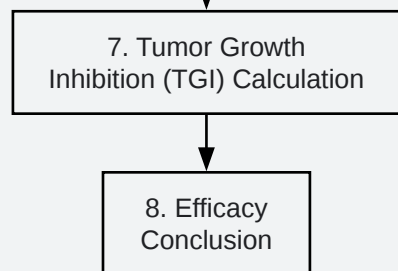 7. Tumor Growth
Inhibition (TGI) Calculation
8. Efficacy
Conclusion